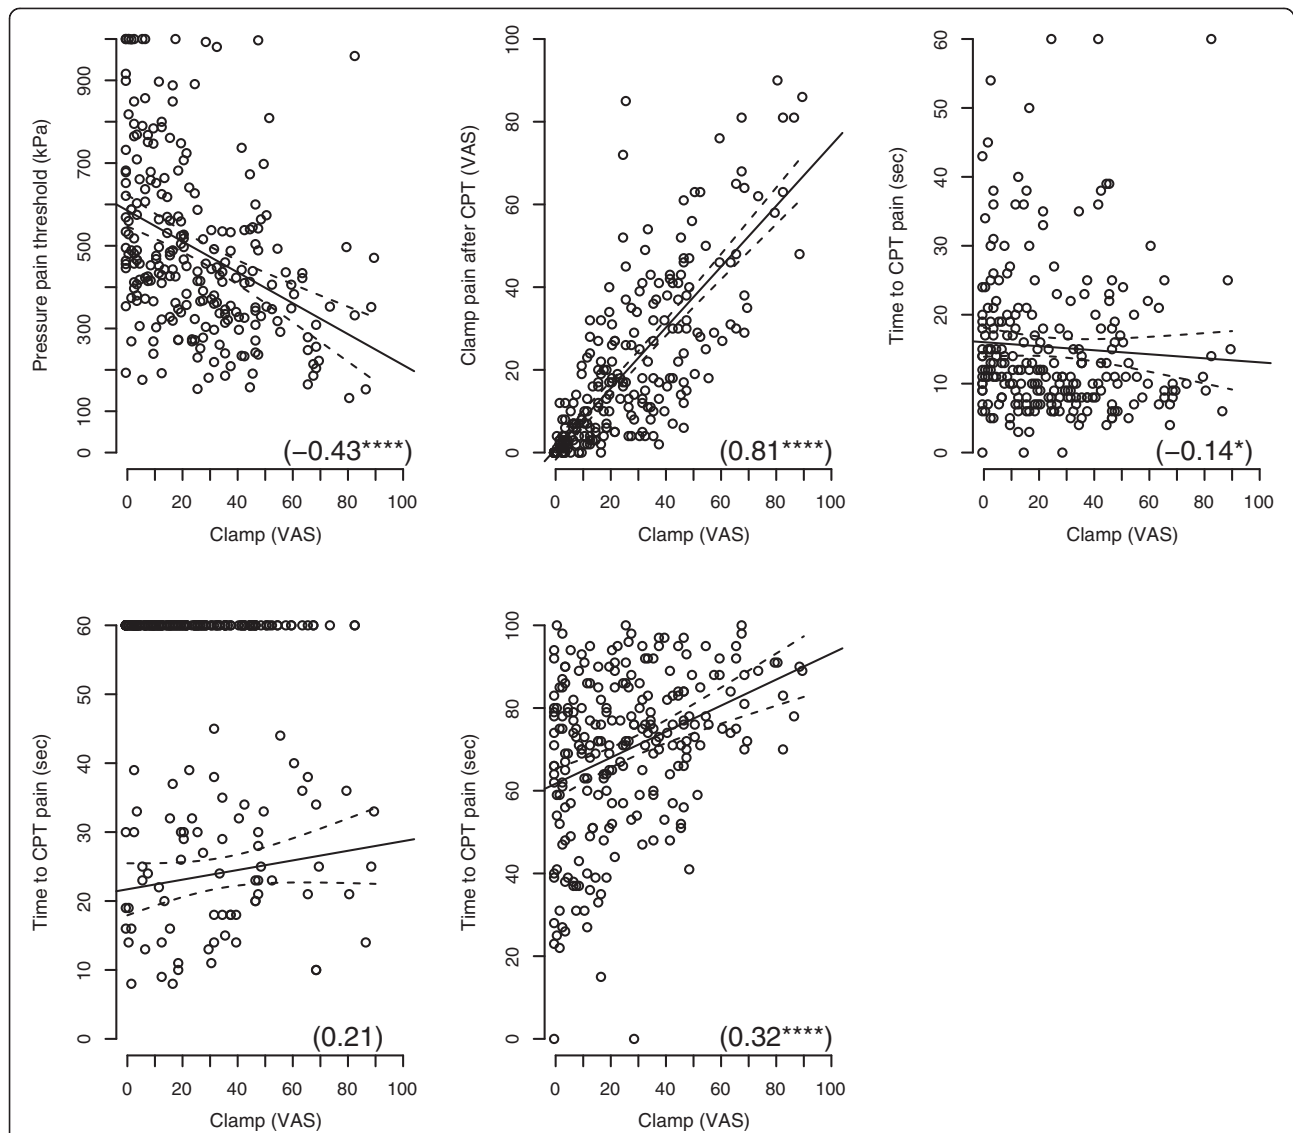 Pressure pain threshold (kPa)
0 100 300 500 700 900
0 20 40 60 80 100
Clamp (VAS)
(−0.43****)
Clamp pain after CPT (VAS)
0 20 40 60 80 100
0 20 40 60 80 100
Clamp (VAS)
(0.81****)
Time to CPT pain (sec)
0 10 20 30 40 50 60
0 20 40 60 80 100
Clamp (VAS)
(−0.14*)
Time to CPT pain (sec)
0 10 20 30 40 50 60
0 20 40 60 80 100
Clamp (VAS)
(0.21)
Time to CPT pain (sec)
0 20 40 60 80 100
0 20 40 60 80 100
Clamp (VAS)
(0.32****)